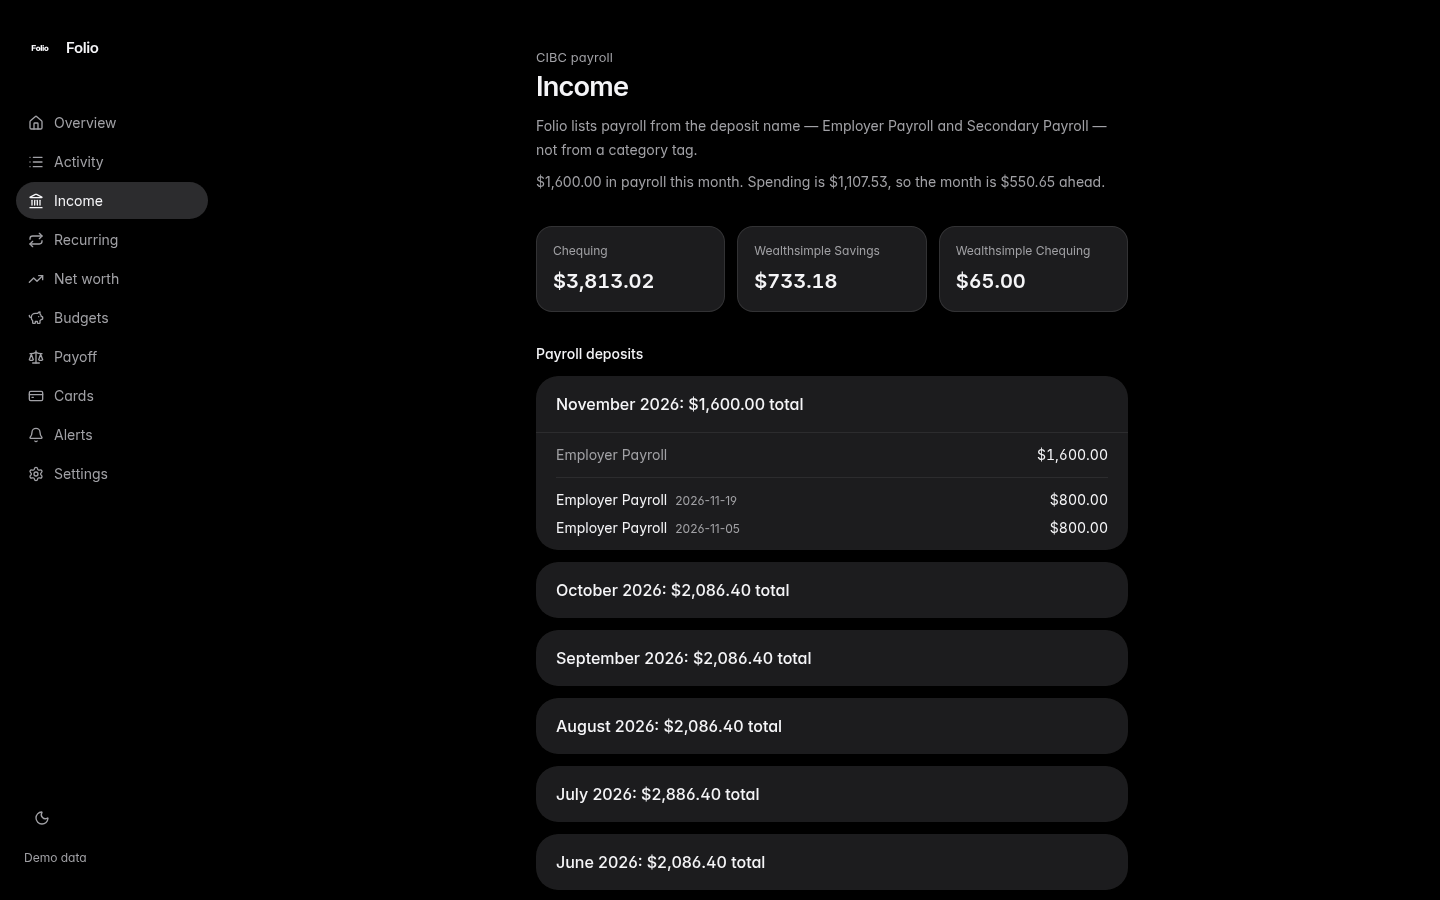 Folio
Folio
Overview
Activity
Income
Recurring
Net worth
Budgets
Payoff
Cards
Alerts
Settings
Demo data
CIBC payroll
Income
Folio lists payroll from the deposit name — Employer Payroll and Secondary Payroll —
not from a category tag.
$1,600.00 in payroll this month. Spending is $1,107.53, so the month is $550.65 ahead.
Chequing
$3,813.02
Wealthsimple Savings
$733.18
Wealthsimple Chequing
$65.00
Payroll deposits
November 2026: $1,600.00 total
Employer Payroll $1,600.00
Employer Payroll 2026-11-19 $800.00
Employer Payroll 2026-11-05 $800.00
October 2026: $2,086.40 total
September 2026: $2,086.40 total
August 2026: $2,086.40 total
July 2026: $2,886.40 total
June 2026: $2,086.40 total